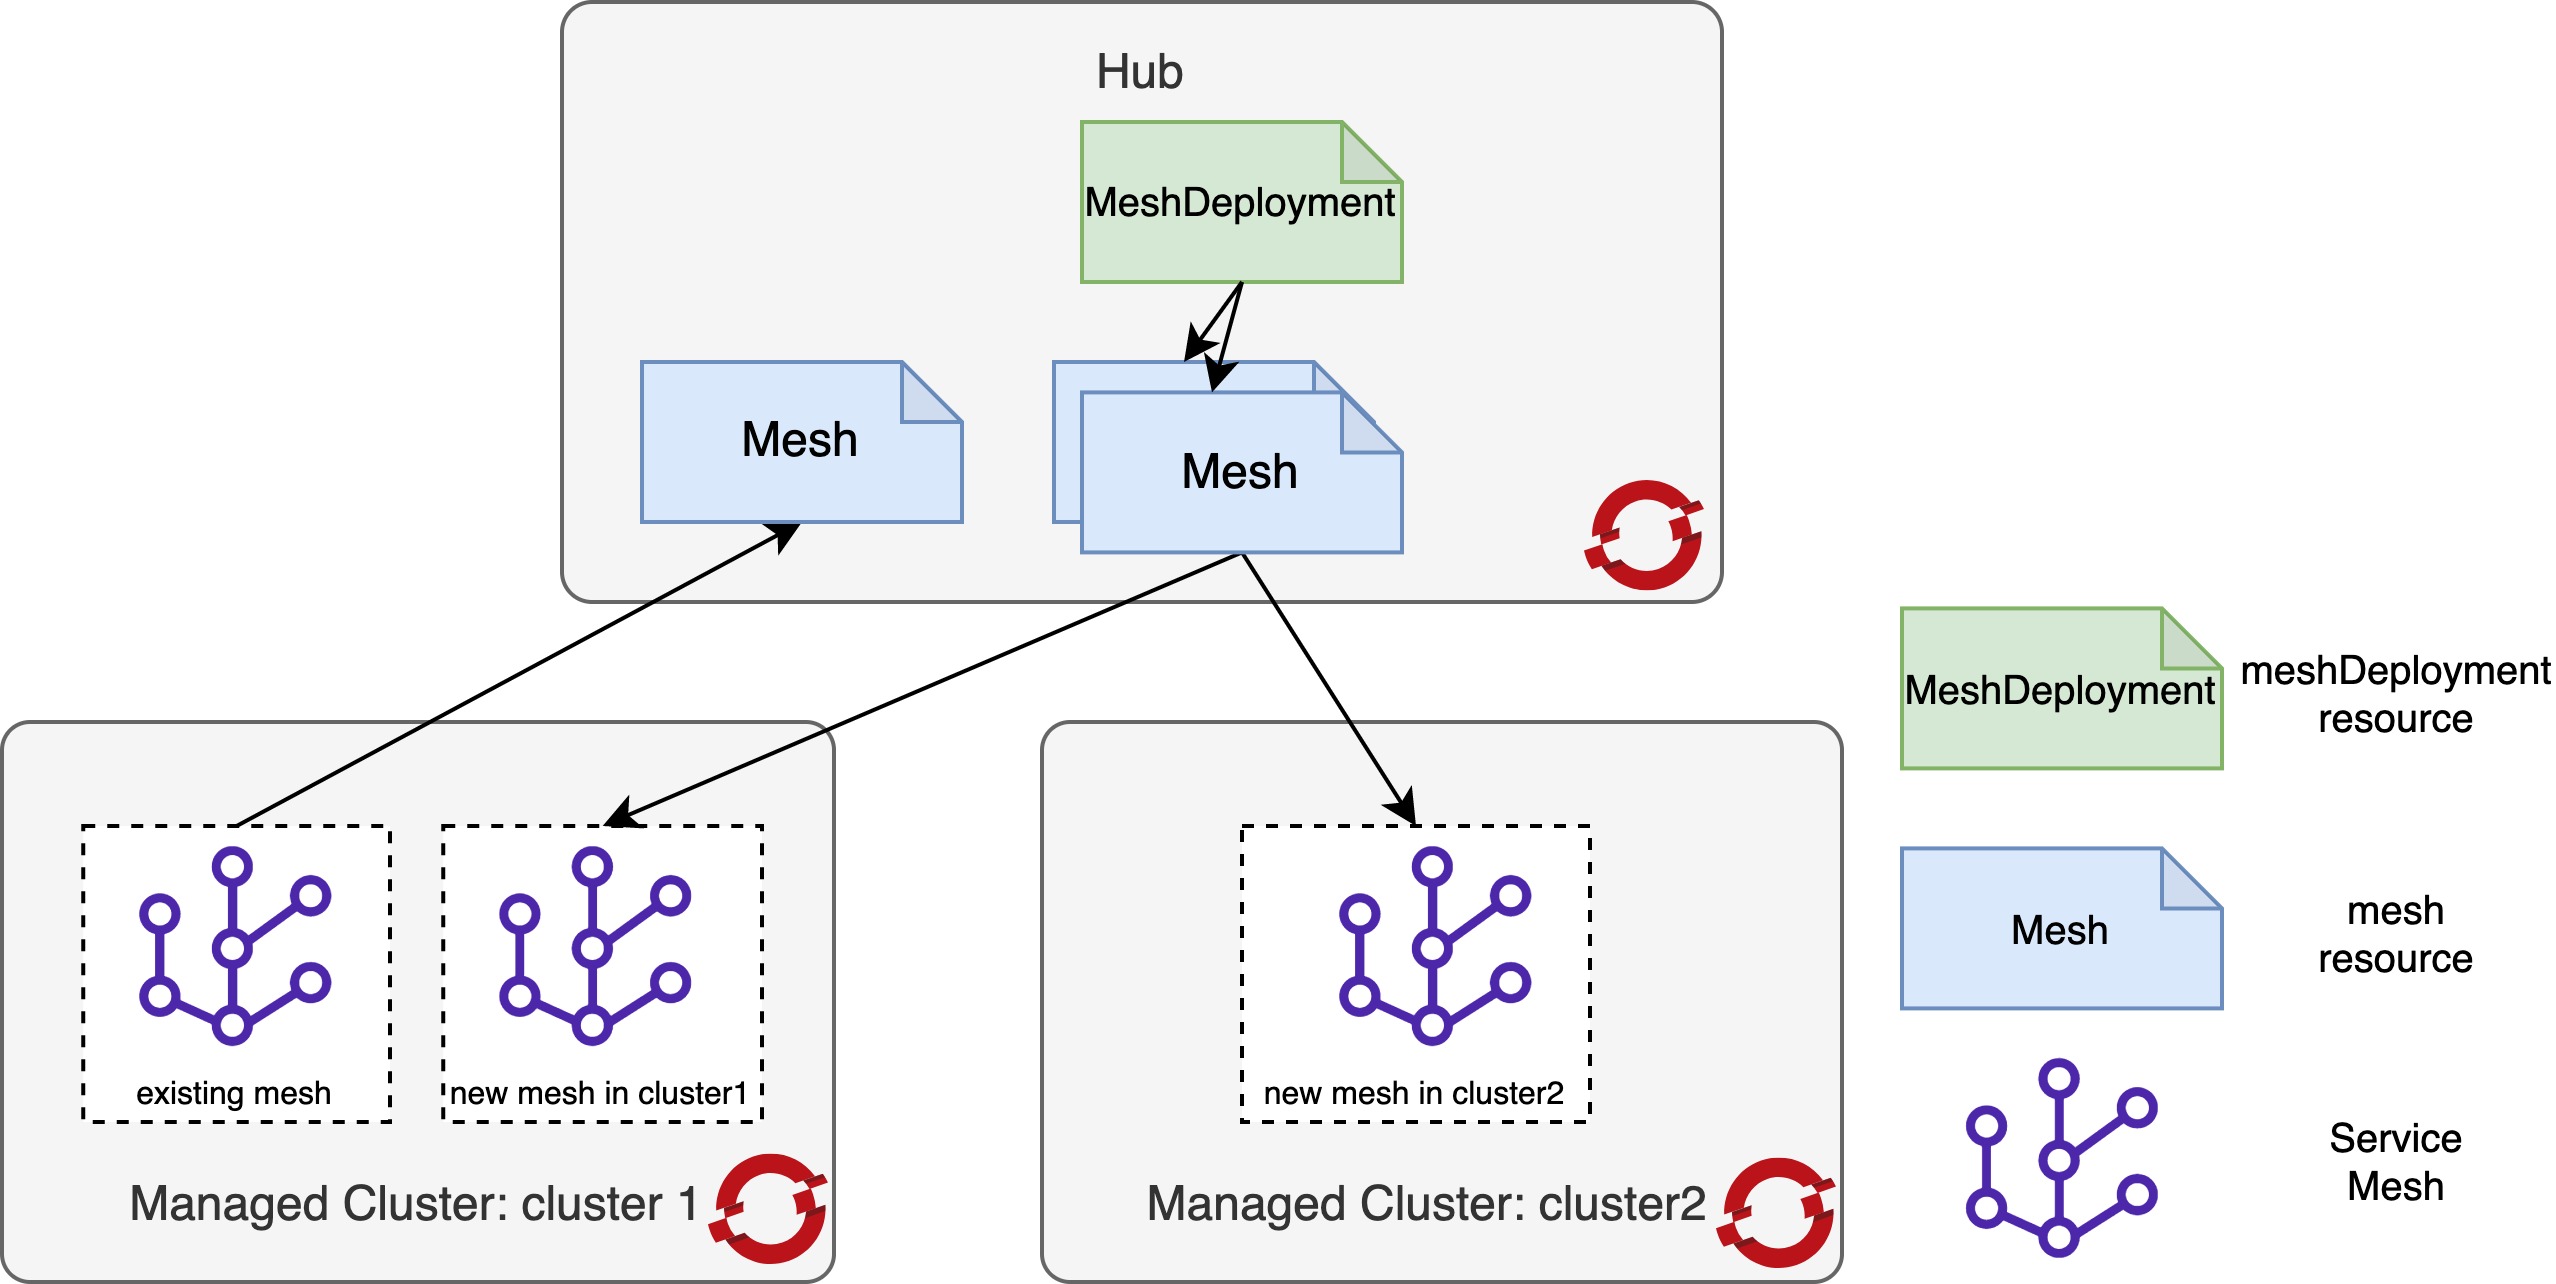 Hub
MeshDeployment
Mesh
Mesh
existing mesh
new mesh in cluster1
Managed Cluster: cluster 1
new mesh in cluster2
Managed Cluster: cluster2
MeshDeployment
meshDeployment
resource
Mesh
mesh
resource
Service
Mesh